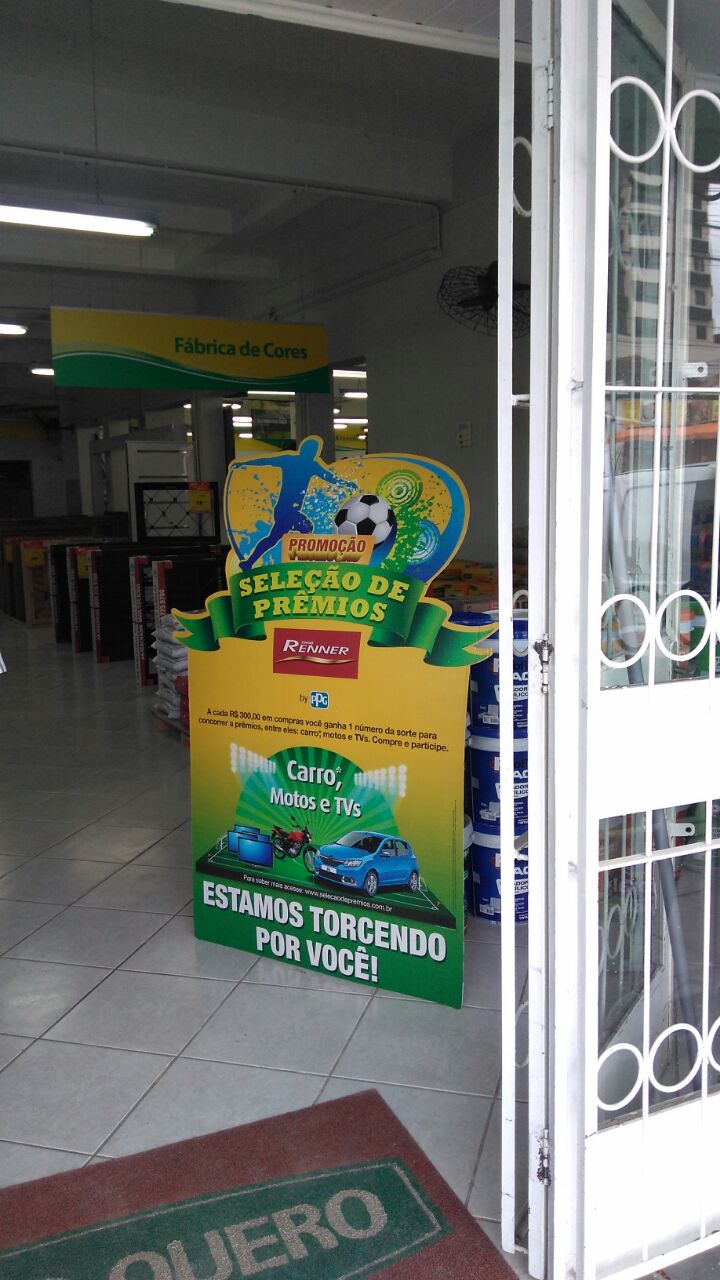 Fábrica de Cores
PROMOÇÃO
SELEÇÃO DE
PRÊMIOS
RENNER
by PPG
A cada R$ 300,00 em compras você ganha 1 número da sorte para
concorrer a prêmios, entre eles: carro*, motos e TVs. Compre e participe.
Carro*,
Motos e TVs
Para saber mais acesse: www.selecaodepremios.com.br
ESTAMOS TORCENDO
POR VOCÊ!
QUERO